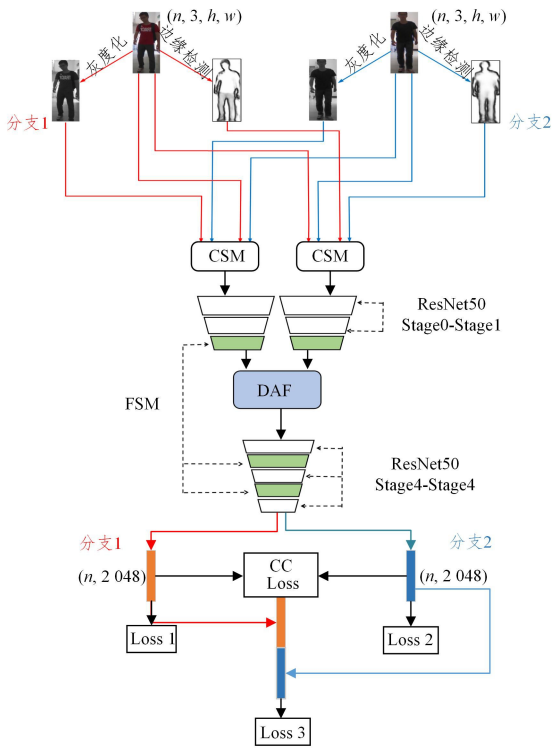 (n, 3, h, w)
(n, 3, h, w)
灰度化
边缘检测
灰度化
边缘检测
分支1
分支2
CSM
CSM
ResNet50
Stage0-Stage1
FSM
DAF
ResNet50
Stage4-Stage4
分支1
分支2
(n, 2 048)
CC
Loss
(n, 2 048)
Loss 1
Loss 2
Loss 3